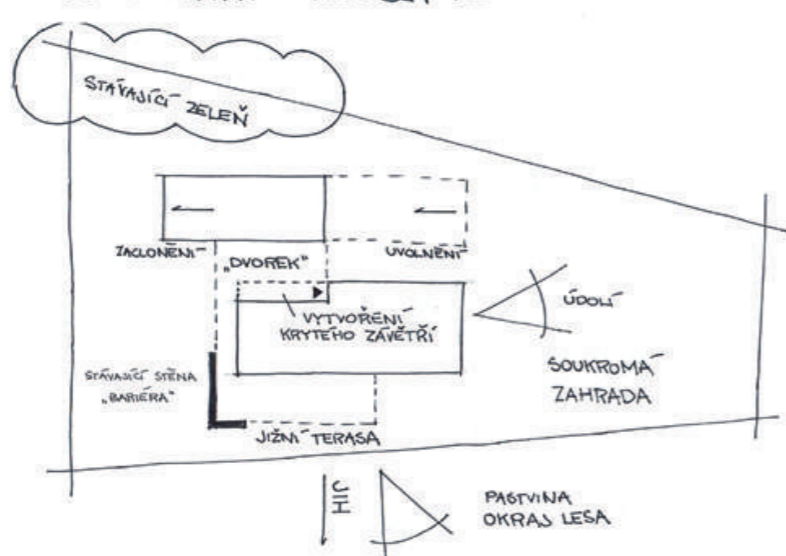 STÁVAJÍCÍ ZELEŇ
ZACLONĚNÍ
UVOLNĚNÍ
„DVOREK“
VYTVOŘENÍ
KRYTÉHO ZÁVĚTŘÍ
ÚDOLÍ
STÁVAJÍCÍ STĚNA
„BARIÉRA“
SOUKROMÁ
ZAHRADA
JIŽNÍ TERASA
JIH
PASTVINA
OKRAJ LESA